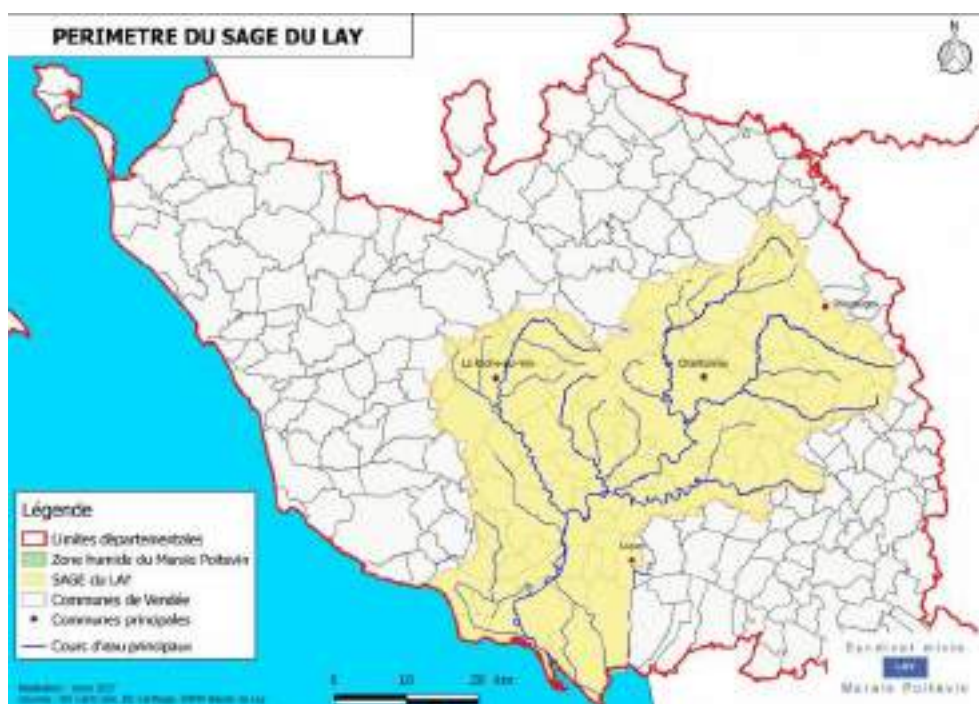 PERIMETRE DU SAGE DU LAY
N
La Roche-sur-Yon
Chantonnay
Luçon
Légende
Limites départementales
Zone humide du Marais Poitevin
SAGE du LAY
Communes de Vendée
Communes principales
Cours d'eau principaux
0 10 20 km
LAY
Marais Poitevin